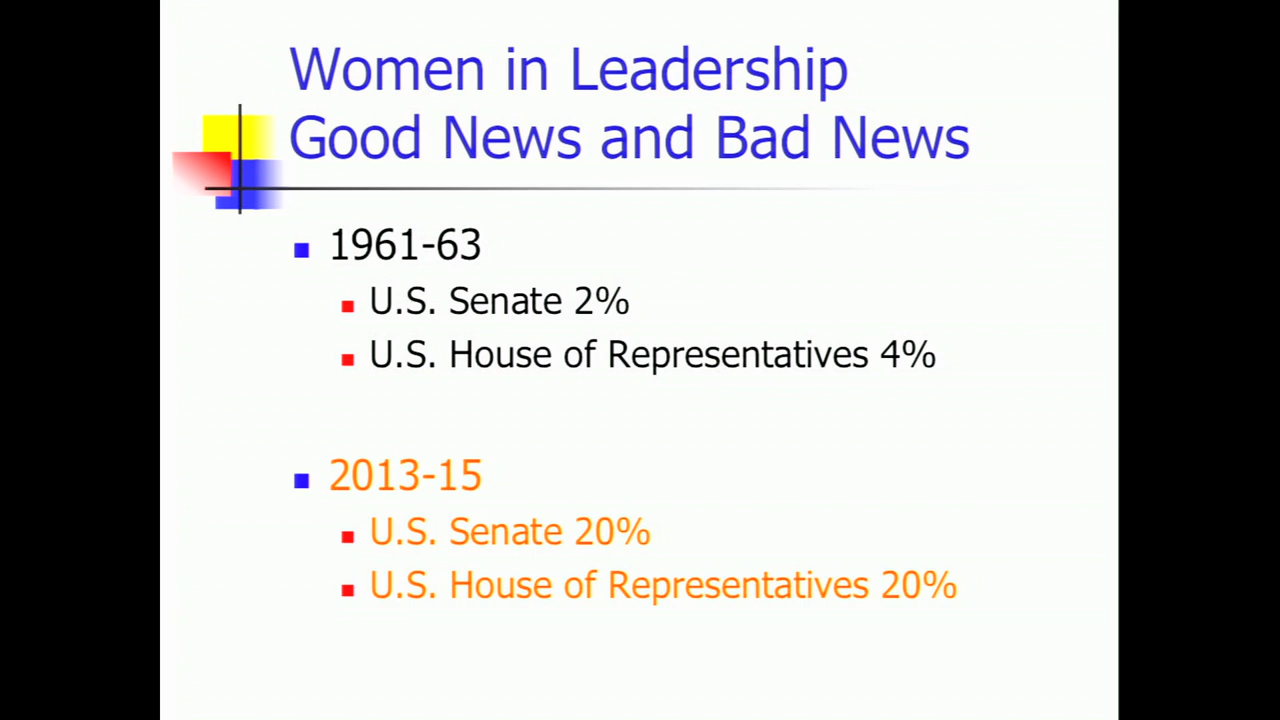 Women in Leadership
Good News and Bad News
1961-63
U.S. Senate 2%
U.S. House of Representatives 4%
2013-15
U.S. Senate 20%
U.S. House of Representatives 20%